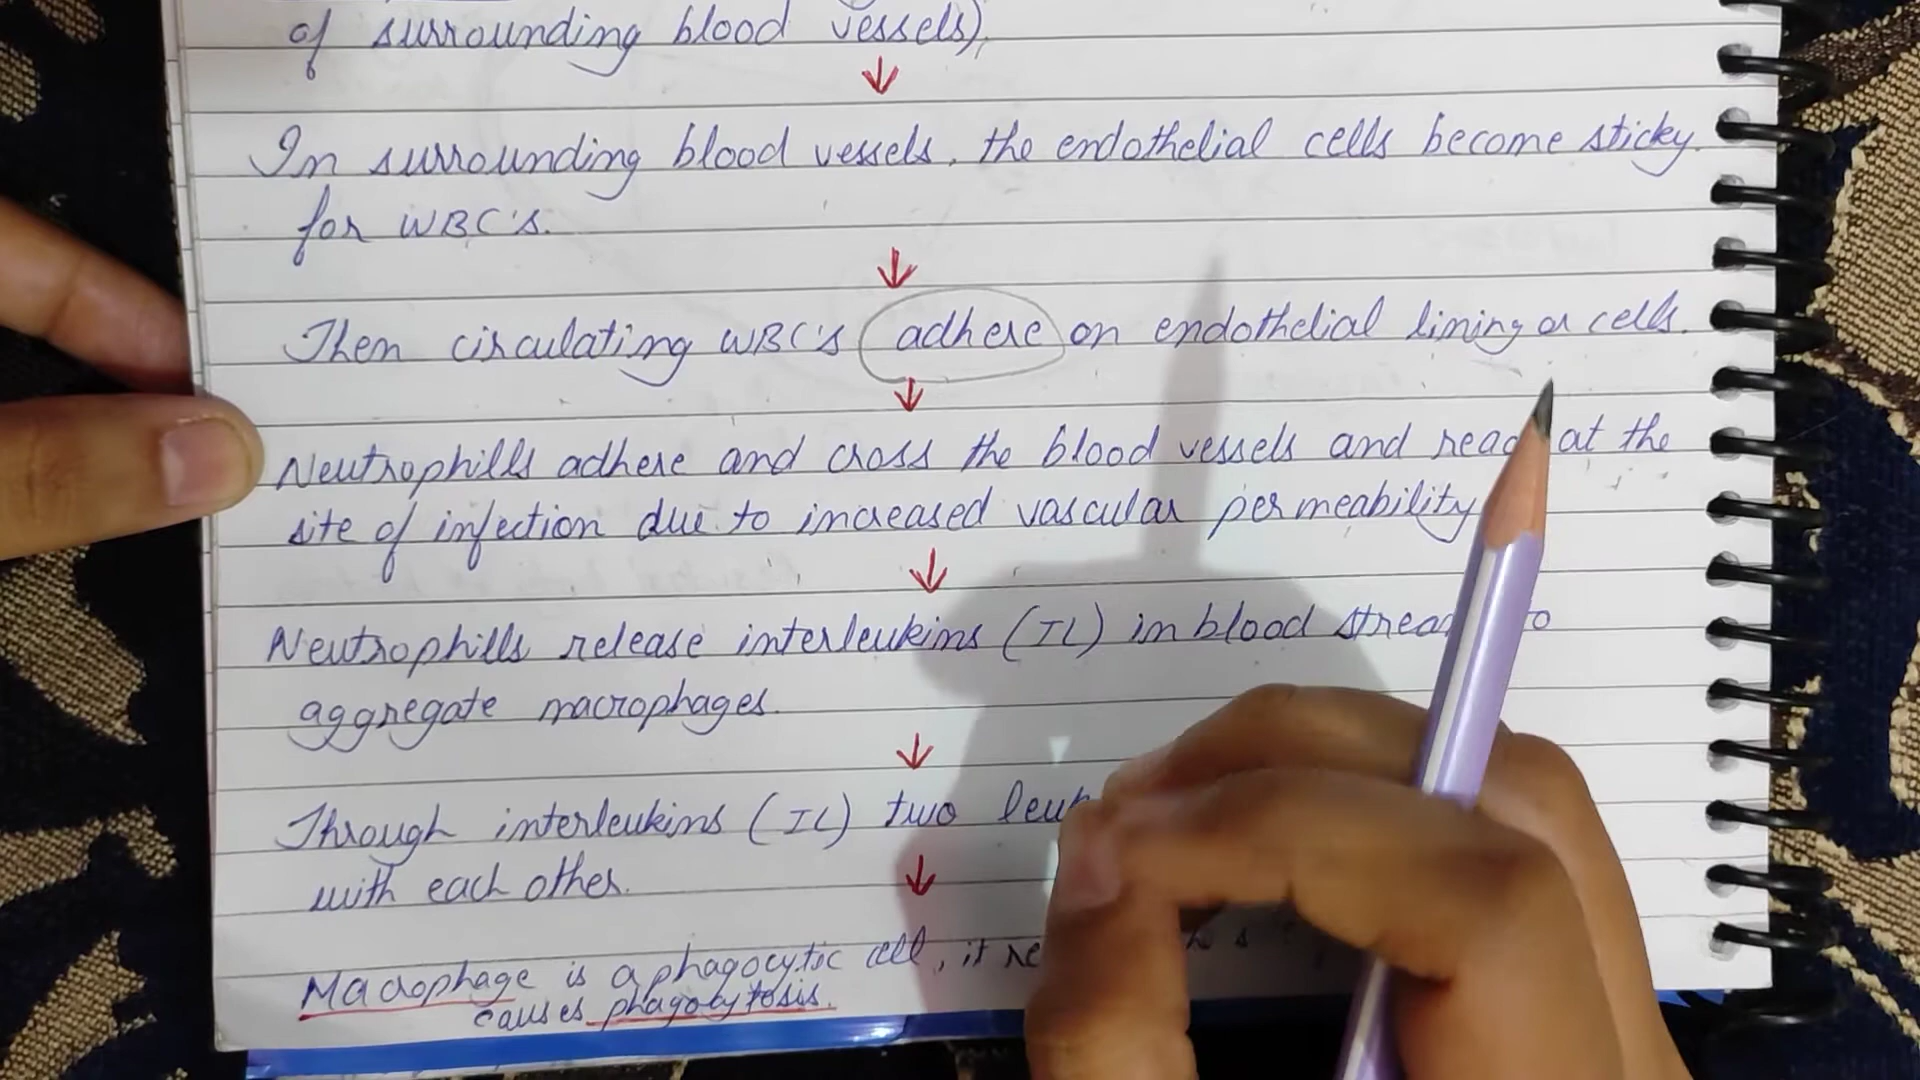 of surrounding blood vessels).
In surrounding blood vessels, the endothelial cells become sticky.
for WBC's.
Then circulating WBC's adhere on endothelial lining or cells.
Neutrophills adhere and cross the blood vessels and at the
site of infection due to increased vascular permeability
Neutrophills release interleukins (IL) in blood
aggregate macrophages.
Through interleukins (IL) two
with each other.
Macrophage is a phagocytic cell, it
causes phagocytosis.